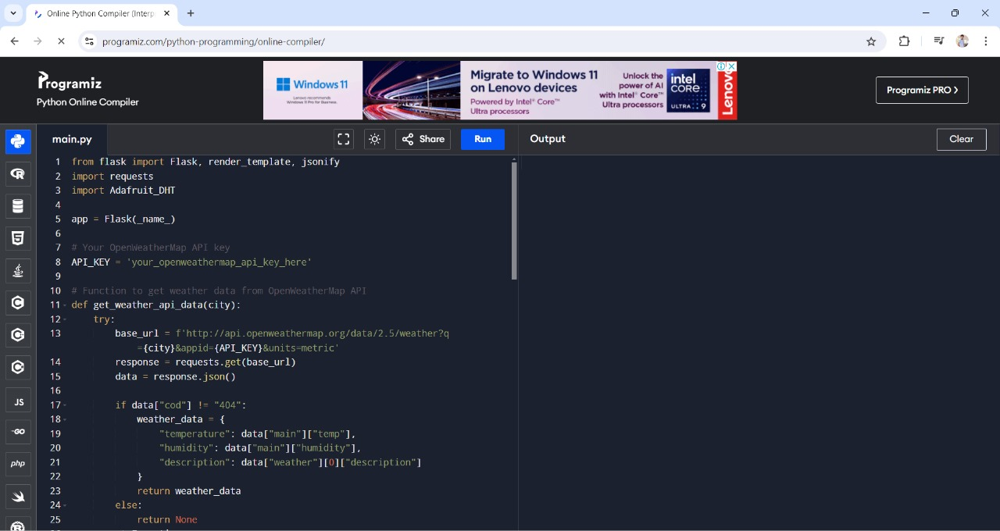 Online Python Compiler (Interp
programiz.com/python-programming/online-compiler/
Programiz
Python Online Compiler
Windows 11
Lenovo recommends
Windows 11 Pro for Business.
Migrate to Windows 11
on Lenovo devices
Powered by Intel® Core™
Ultra processors
Unlock the
power of AI
with Intel® Core™
Ultra processors
intel
CORE
ULTRA 9
Lenovo
Programiz PRO
main.py
Share
Run
Output
Clear
1 from flask import Flask, render_template, jsonify
2 import requests
3 import Adafruit_DHT
4
5 app = Flask(_name_)
6
7 # Your OpenWeatherMap API key
8 API_KEY = 'your_openweathermap_api_key_here'
9
10 # Function to get weather data from OpenWeatherMap API
11 def get_weather_api_data(city):
12 try:
13 base_url = f'http://api.openweathermap.org/data/2.5/weather?q
={city}&appid={API_KEY}&units=metric'
14 response = requests.get(base_url)
15 data = response.json()
16
17 if data["cod"] != "404":
18 weather_data = {
19 "temperature": data["main"]["temp"],
20 "humidity": data["main"]["humidity"],
21 "description": data["weather"][0]["description"]
22 }
23 return weather_data
24 else:
25 return None
JS
GO
php